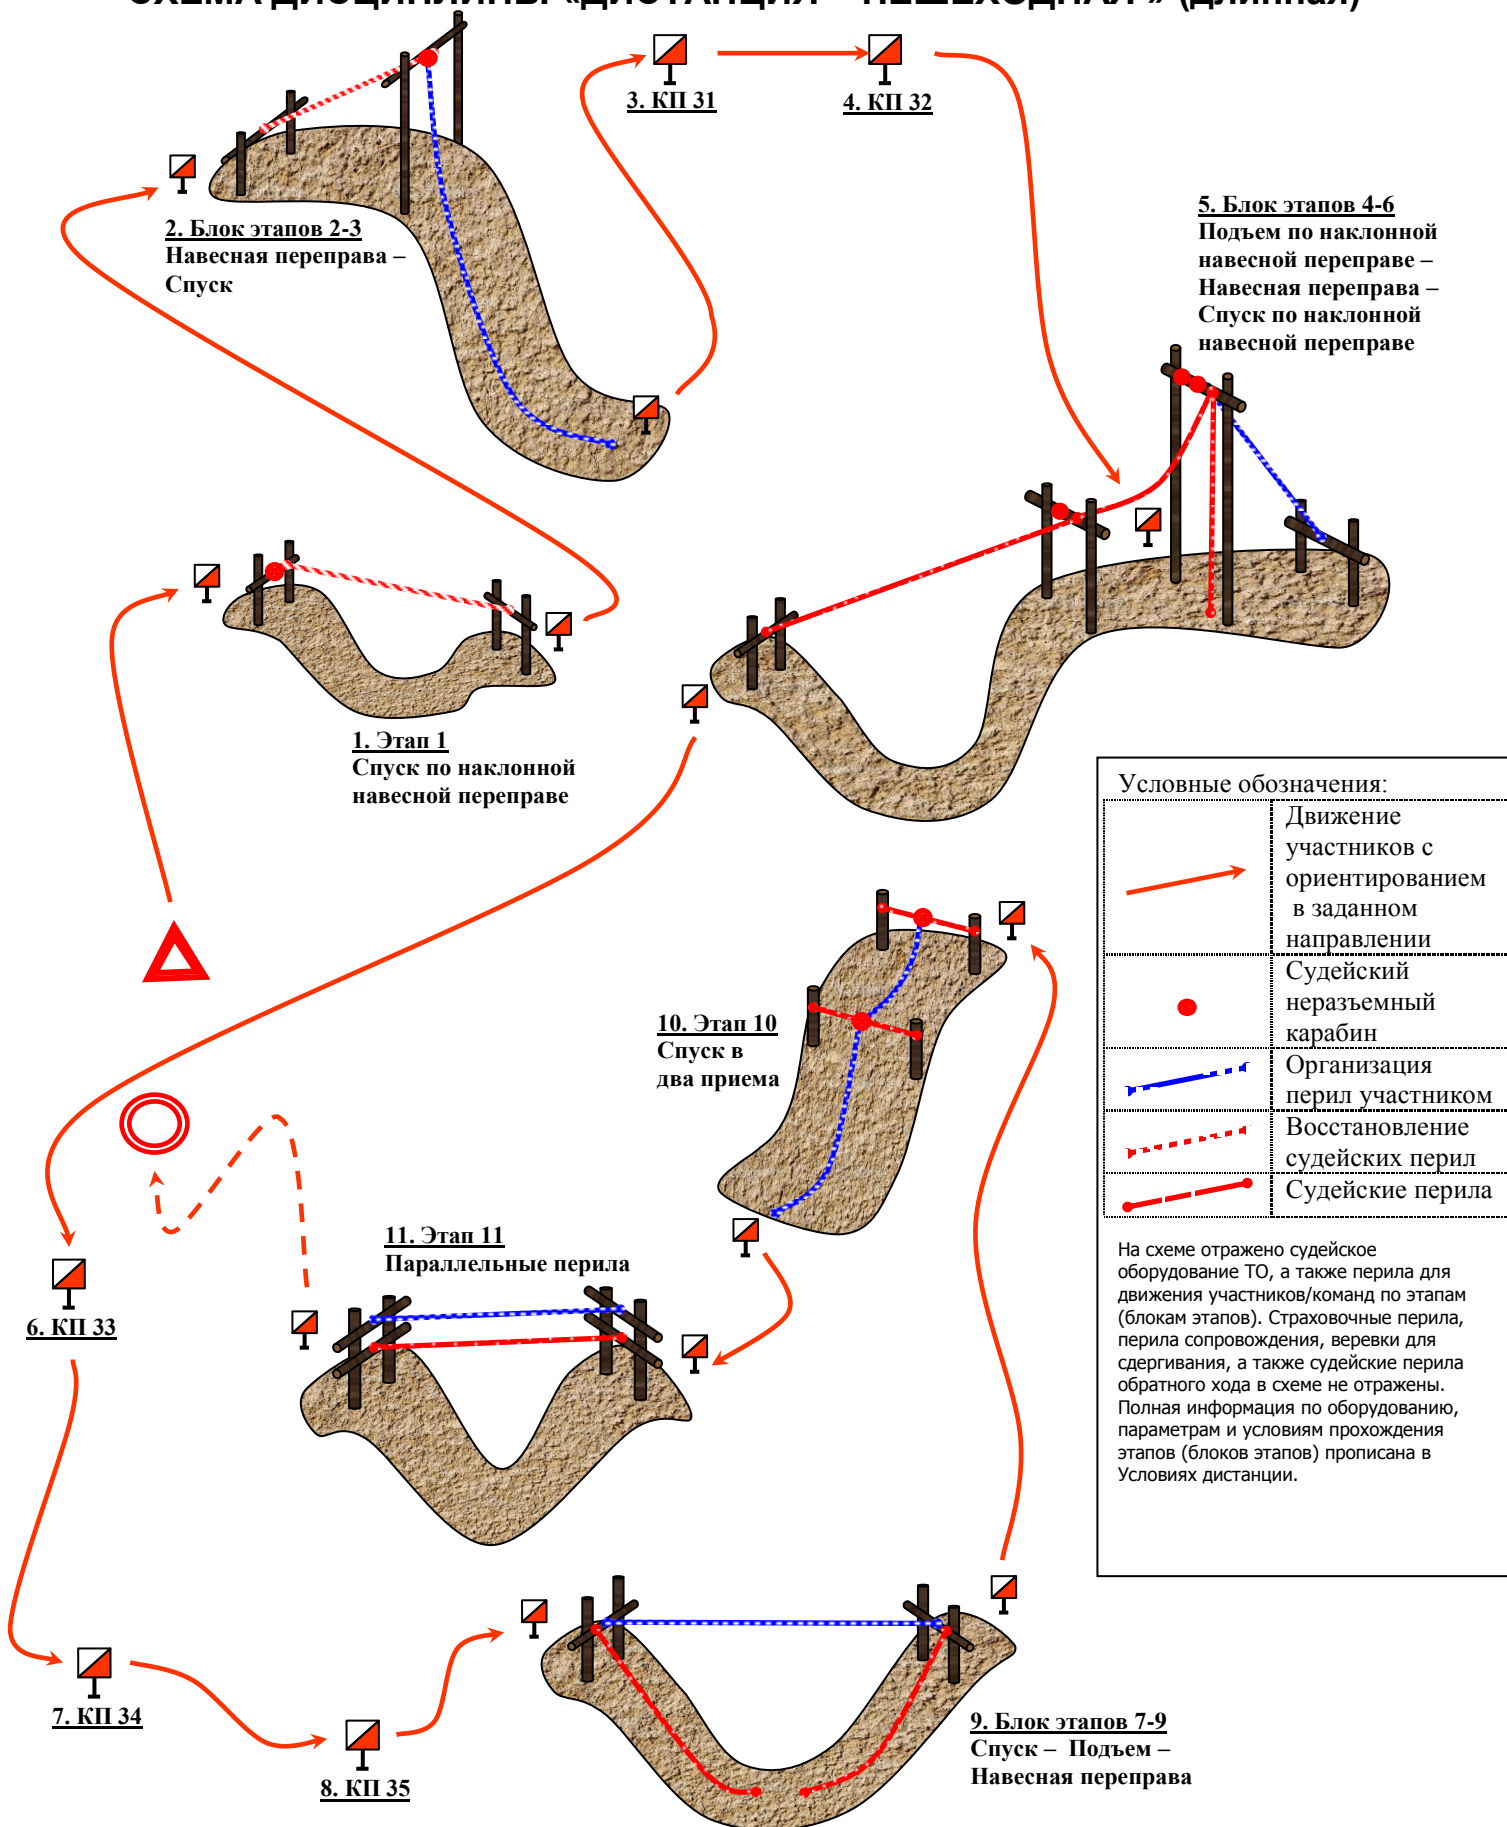 СХЕМА ДИСЦИПЛИНЫ «ДИСТАНЦИЯ – ПЕШЕХОДНАЯ » (длинная)
3. КП 31
4. КП 32
2. Блок этапов 2-3
Навесная переправа –
Спуск
5. Блок этапов 4-6
Подъем по наклонной
навесной переправе –
Навесная переправа –
Спуск по наклонной
навесной переправе
1. Этап 1
Спуск по наклонной
навесной переправе
Условные обозначения:
Движение
участников с
ориентированием
в заданном
направлении
Судейский
неразъемный
карабин
Организация
перил участником
Восстановление
судейских перил
Судейские перила
На схеме отражено судейское
оборудование ТО, а также перила для
движения участников/команд по этапам
(блокам этапов). Страховочные перила,
перила сопровождения, веревки для
сдергивания, а также судейские перила
обратного хода в схеме не отражены.
Полная информация по оборудованию,
параметрам и условиям прохождения
этапов (блоков этапов) прописана в
Условиях дистанции.
10. Этап 10
Спуск в
два приема
11. Этап 11
Параллельные перила
6. КП 33
7. КП 34
8. КП 35
9. Блок этапов 7-9
Спуск – Подъем –
Навесная переправа